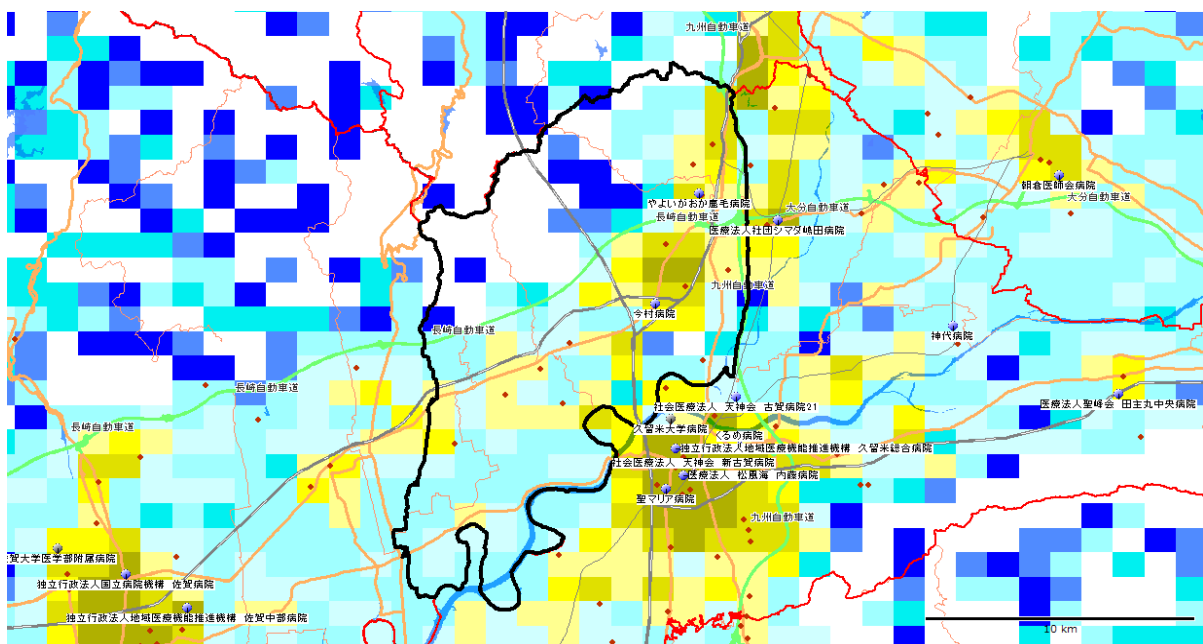 九州自動車道
朝倉医師会病院
大分自動車道
やよいがおか鹿毛病院
大分自動車道
長崎自動車道
医療法人社団シマダ嶋田病院
九州自動車道
今村病院
神代病院
長崎自動車道
長崎自動車道
医療法人聖峰会 田主丸中央病院
社会医療法人 天神会 古賀病院21
長崎自動車道
久留米大学病院
くるめ病院
独立行政法人地域医療機能推進機構 久留米総合病院
社会医療法人 天神会 新古賀病院
医療法人 松風海 内藤病院
聖マリア病院
九州自動車道
佐賀大学医学部附属病院
独立行政法人国立病院機構 佐賀病院
独立行政法人地域医療機能推進機構 佐賀中部病院
10 km